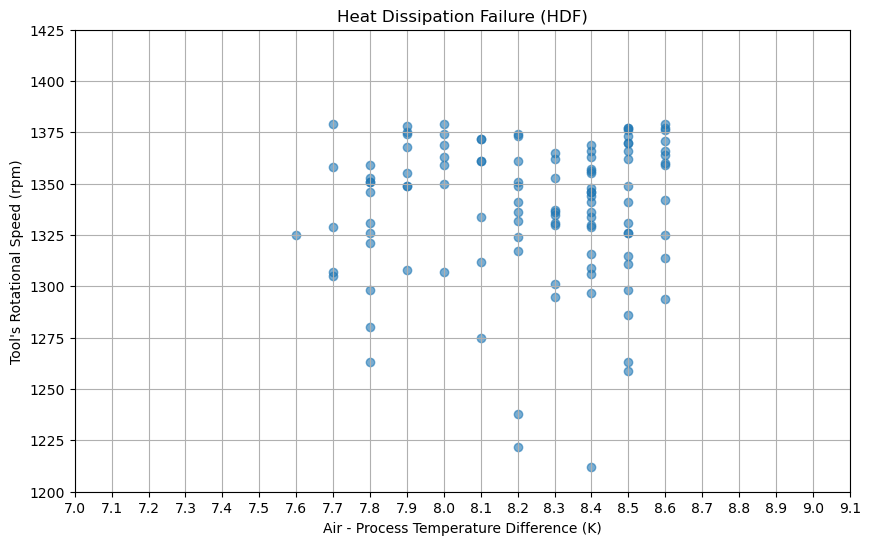 Heat Dissipation Failure (HDF)
Tool's Rotational Speed (rpm)
1425
1400
1375
1350
1325
1300
1275
1250
1225
1200
7.0 7.1 7.2 7.3 7.4 7.5 7.6 7.7 7.8 7.9 8.0 8.1 8.2 8.3 8.4 8.5 8.6 8.7 8.8 8.9 9.0 9.1
Air - Process Temperature Difference (K)